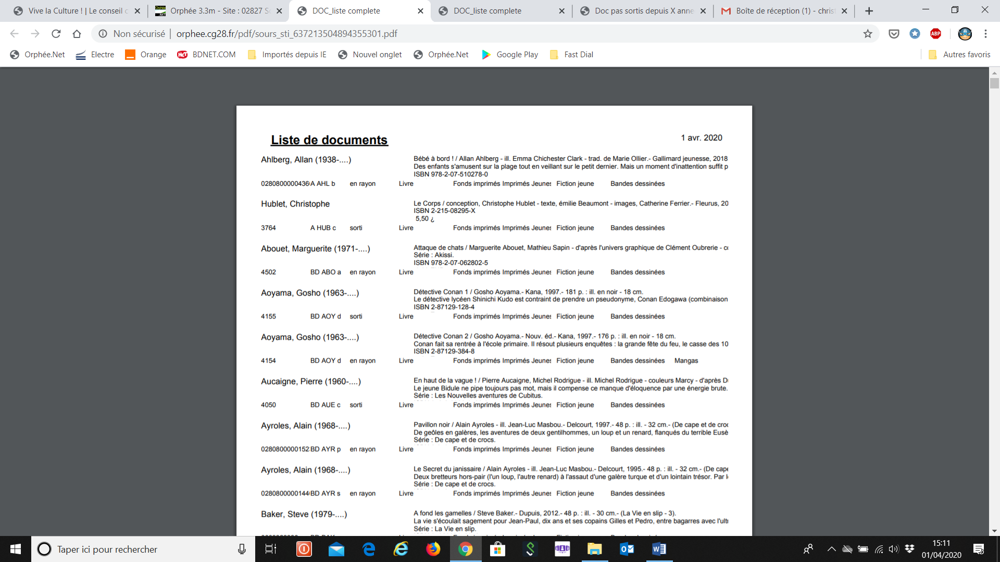 Vive la Culture ! | Le conseil c
Orphée 3.3m - Site : 02827 S
DOC_liste complete
DOC_liste complete
Doc pas sortis depuis X anne
Boîte de réception (1) - christ
Non sécurisé | orphee.cg28.fr/pdf/sours_sti_637213504894355301.pdf
ABP
Orphée.Net Electre Orange BDNET.COM Importés depuis IE Nouvel onglet Orphée.Net Google Play Fast Dial Autres favoris
Liste de documents 1 avr. 2020
Ahlberg, Allan (1938-....) Bébé à bord ! / Allan Ahlberg - ill. Emma Chichester Clark - trad. de Marie Ollier.- Gallimard jeunesse, 2018
Des enfants s'amusent sur la plage tout en veillant sur le petit dernier. Mais un moment d'inattention suffit p
ISBN 978-2-07-510278-0
0280800000436 A AHL b en rayon Livre Fonds imprimés Imprimés Jeunes Fiction jeune Bandes dessinées
Hublet, Christophe Le Corps / conception, Christophe Hublet - texte, émilie Beaumont - images, Catherine Ferrier.- Fleurus, 20
ISBN 2-215-08295-X
5,50 ¿
3764 A HUB c sorti Livre Fonds imprimés Imprimés Jeunes Fiction jeune Bandes dessinées
Abouet, Marguerite (1971-....) Attaque de chats / Marguerite Abouet, Mathieu Sapin - d'après l'univers graphique de Clément Oubrerie - co
Série : Akissi.
ISBN 978-2-07-062802-5
4502 BD ABO a en rayon Livre Fonds imprimés Imprimés Jeunes Fiction jeune Bandes dessinées
Aoyama, Gosho (1963-....) Détective Conan 1 / Gosho Aoyama.- Kana, 1997.- 181 p. : ill. en noir - 18 cm.
Le détective lycéen Shinichi Kudo est contraint de prendre un pseudonyme, Conan Edogawa (combinaison
ISBN 2-87129-128-4
4155 BD AOY d sorti Livre Fonds imprimés Imprimés Jeunes Fiction jeune Bandes dessinées
Aoyama, Gosho (1963-....) Détective Conan 2 / Gosho Aoyama.- Nouv. éd.- Kana, 1997.- 176 p. : ill. en noir - 18 cm.
Conan fait sa rentrée à l'école primaire. Il résout plusieurs enquêtes : la grande fête du feu, le casse des 10
ISBN 2-87129-384-8
4154 BD AOY d en rayon Livre Fonds imprimés Imprimés Jeunes Fiction jeune Bandes dessinées Mangas
Aucaigne, Pierre (1960-....) En haut de la vague ! / Pierre Aucaigne, Michel Rodrigue - ill. Michel Rodrigue - couleurs Marcy - d'après D
Le jeune Bidule ne pipe toujours pas mot, mais il compense ce manque d'éloquence par une énergie brute.
Série : Les Nouvelles aventures de Cubitus.
4050 BD AUE c sorti Livre Fonds imprimés Imprimés Jeunes Fiction jeune Bandes dessinées
Ayroles, Alain (1968-....) Pavillon noir / Alain Ayroles - ill. Jean-Luc Masbou.- Delcourt, 1997.- 48 p. : ill. - 32 cm.- (De cape et de croc
De geôles en galères, les aventures de deux gentilhommes, un loup et un renard, flanqués du terrible Eusè
Série : De cape et de crocs.
0280800000152 BD AYR p en rayon Livre Fonds imprimés Imprimés Jeunes Fiction jeune Bandes dessinées
Ayroles, Alain (1968-....) Le Secret du janissaire / Alain Ayroles - ill. Jean-Luc Masbou.- Delcourt, 1995.- 48 p. : ill. - 32 cm.- (De cape
Deux bretteurs hors-pair (l'un loup, l'autre renard) à l'assaut d'une galère turque et d'un lointain trésor. Par l
Série : De cape et de crocs.
0280800000144 BD AYR s en rayon Livre Fonds imprimés Imprimés Jeunes Fiction jeune Bandes dessinées
Baker, Steve (1979-....) A fond les gamelles / Steve Baker.- Dupuis, 2012.- 48 p. : ill. - 30 cm.- (La Vie en slip - 3).
La vie s'écoulait sagement pour Jean-Paul, dix ans et ses copains Gilles et Pedro, entre bagarres avec l'ult
Série : La Vie en slip.
Taper ici pour rechercher
15:11
01/04/2020